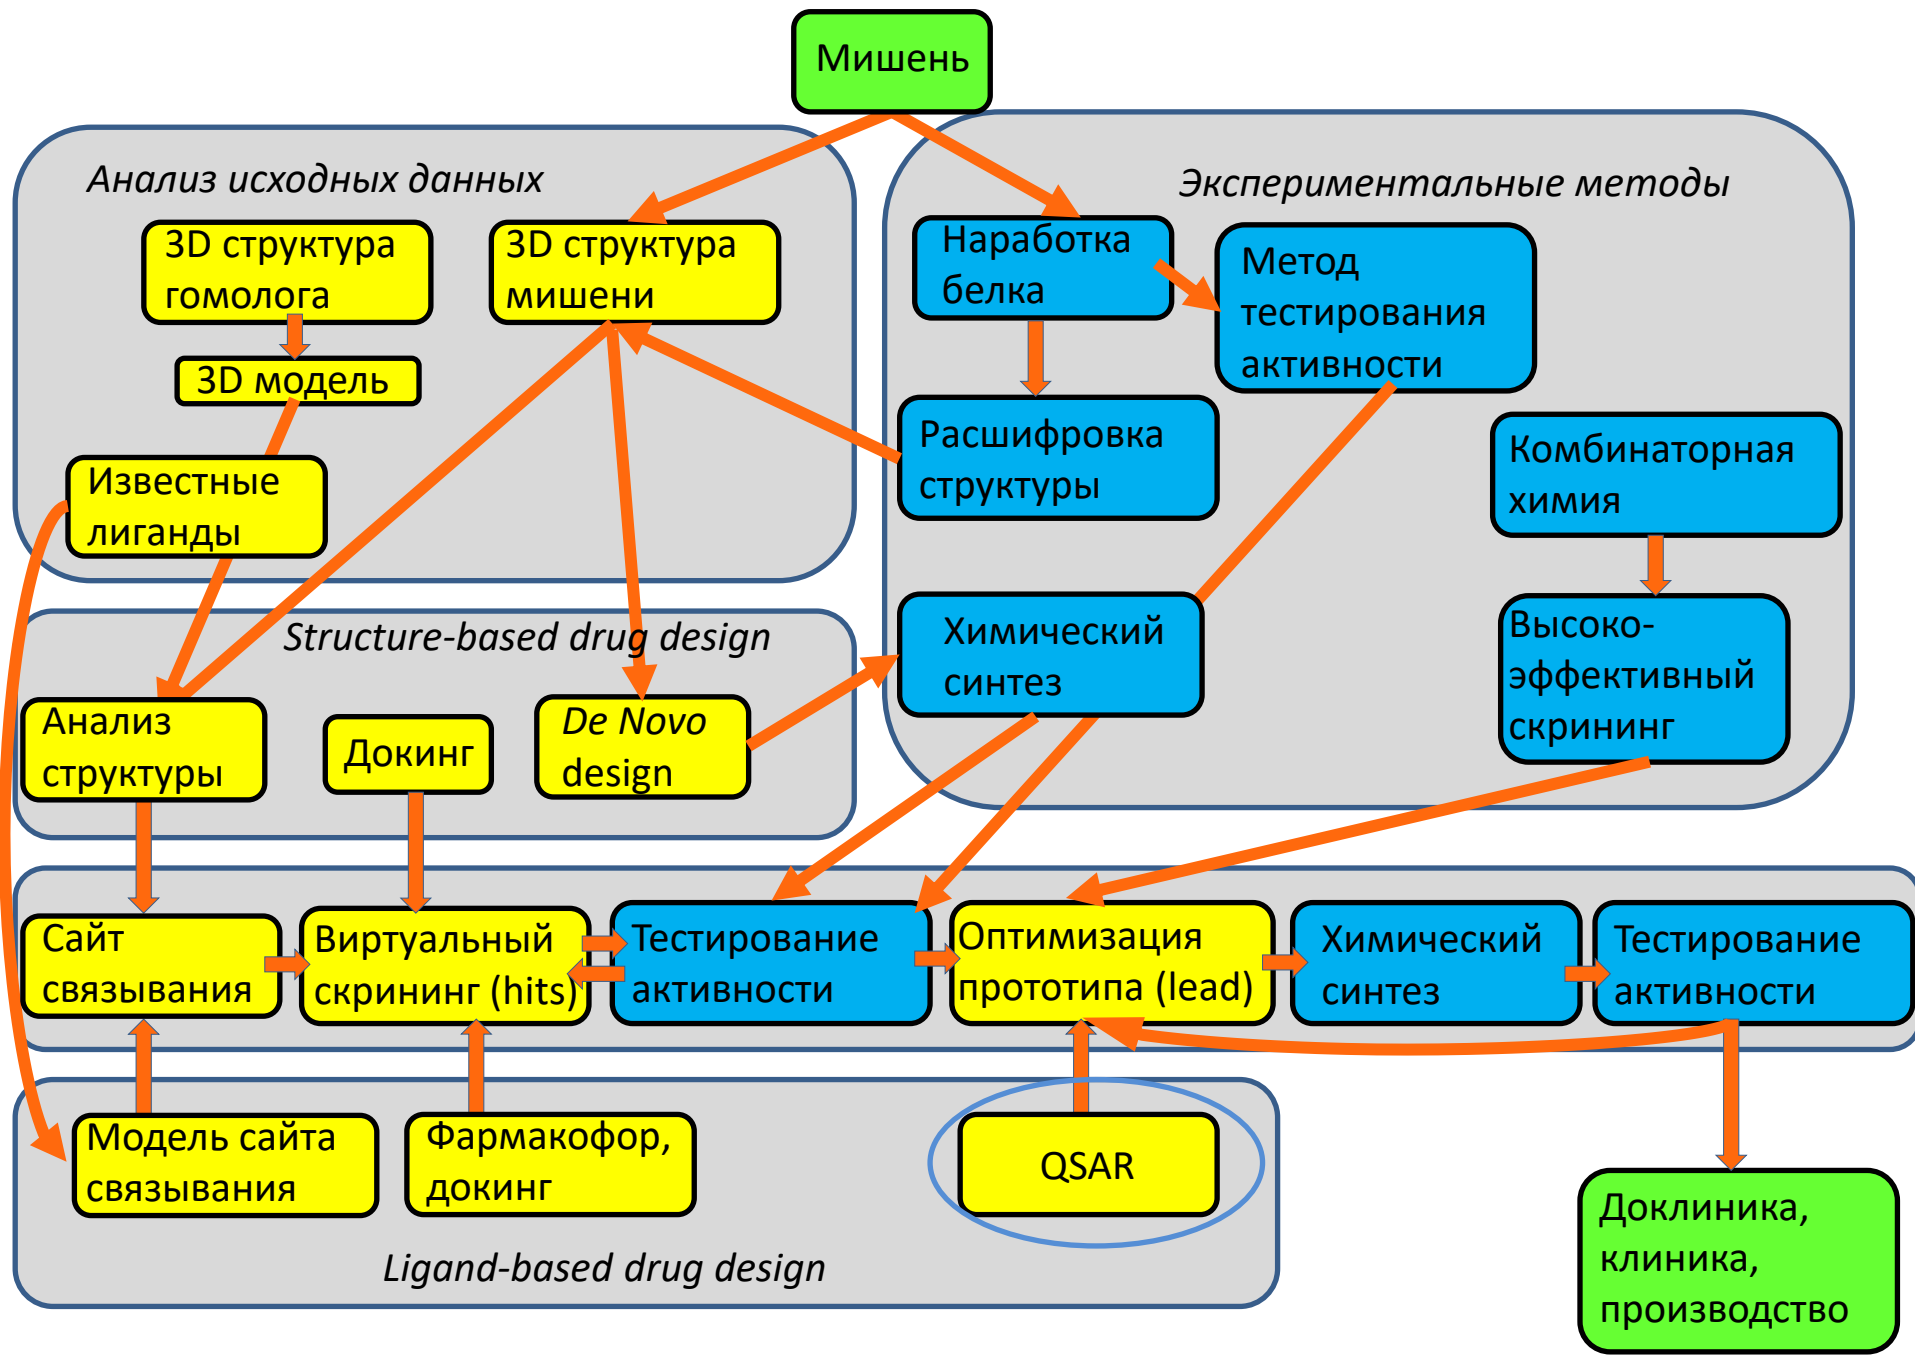 Мишень
Анализ исходных данных
3D структура
гомолога
3D структура
мишени
3D модель
Известные
лиганды
Экспериментальные методы
Наработка
белка
Метод
тестирования
активности
Расшифровка
структуры
Комбинаторная
химия
Химический
синтез
Высоко-
эффективный
скрининг
Structure-based drug design
Анализ
структуры
Докинг
De Novo
design
Сайт
связывания
Виртуальный
скрининг (hits)
Тестирование
активности
Оптимизация
прототипа (lead)
Химический
синтез
Тестирование
активности
Модель сайта
связывания
Фармакофор,
докинг
QSAR
Ligand-based drug design
Доклиника,
клиника,
производство